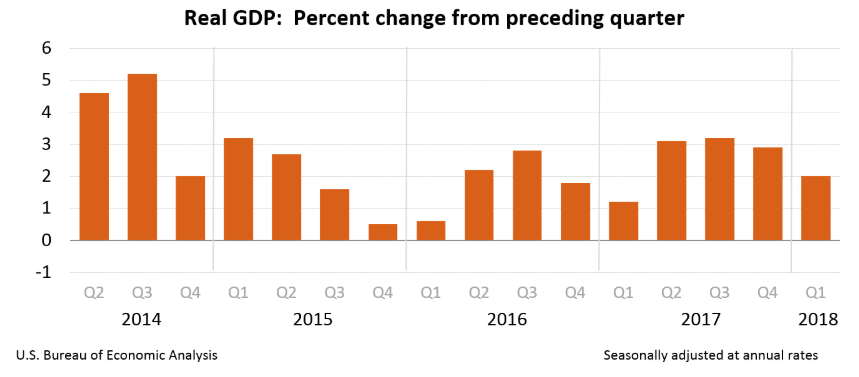 Real GDP:  Percent change from preceding quarter
6
5
4
3
2
1
0
-1
Q2 Q3 Q4 Q1 Q2 Q3 Q4 Q1 Q2 Q3 Q4 Q1 Q2 Q3 Q4 Q1
2014 2015 2016 2017 2018
U.S. Bureau of Economic Analysis Seasonally adjusted at annual rates